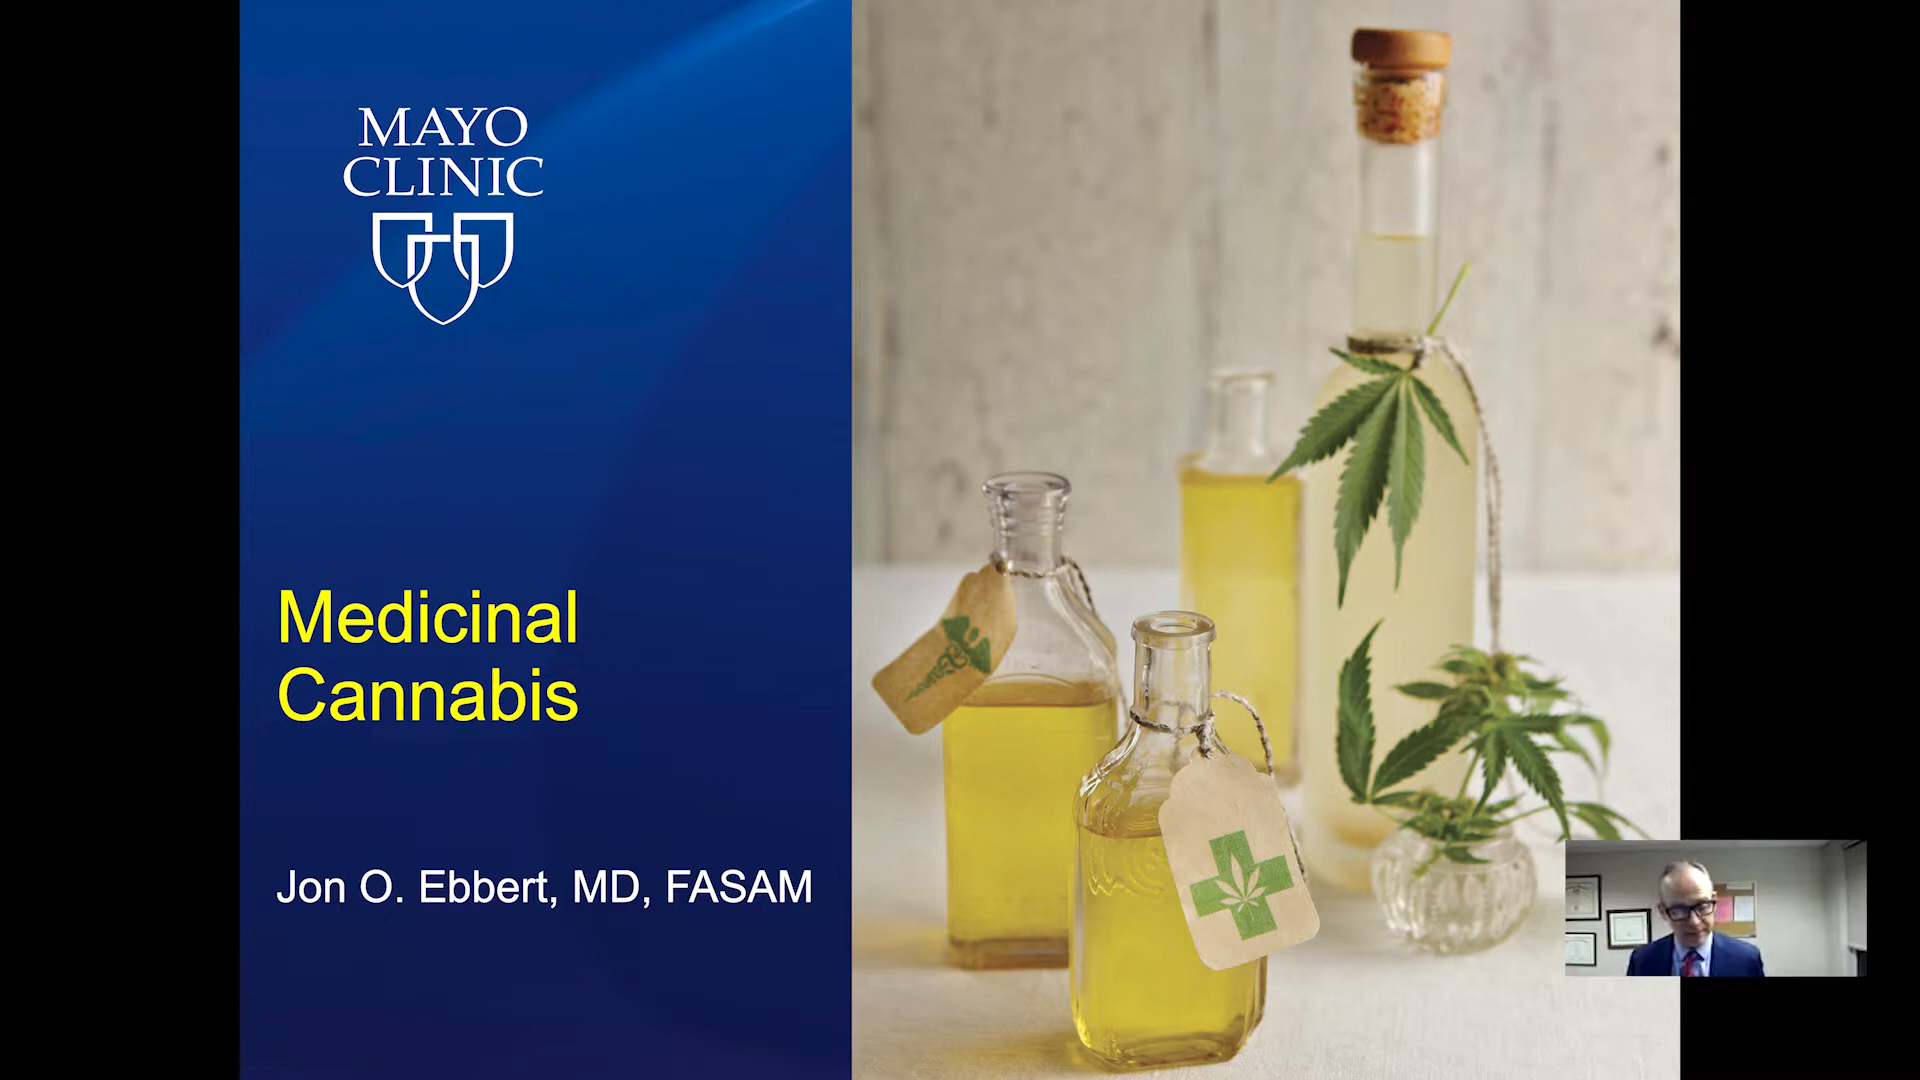 MAYO
CLINIC
Medicinal
Cannabis
Jon O. Ebbert, MD, FASAM